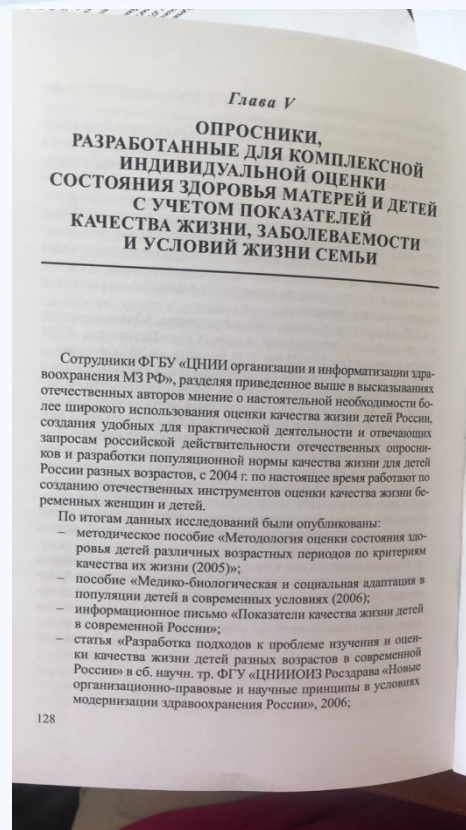 Глава V
ОПРОСНИКИ,
РАЗРАБОТАННЫЕ ДЛЯ КОМПЛЕКСНОЙ
ИНДИВИДУАЛЬНОЙ ОЦЕНКИ
СОСТОЯНИЯ ЗДОРОВЬЯ МАТЕРЕЙ И ДЕТЕЙ
С УЧЕТОМ ПОКАЗАТЕЛЕЙ
КАЧЕСТВА ЖИЗНИ, ЗАБОЛЕВАЕМОСТИ
И УСЛОВИЙ ЖИЗНИ СЕМЬИ
Сотрудники ФГБУ «ЦНИИ организации и информатизации здра-
воохранения МЗ РФ», разделяя приведенное выше в высказываниях
отечественных авторов мнение о настоятельной необходимости бо-
лее широкого использования оценки качества жизни детей России,
создания удобных для практической деятельности и отвечающих
запросам российской действительности отечественных опросни-
ков и разработки популяционной нормы качества жизни для детей
России разных возрастов, с 2004 г. по настоящее время работают по
созданию отечественных инструментов оценки качества жизни бе-
ременных женщин и детей.
По итогам данных исследований были опубликованы:
– методическое пособие «Методология оценки состояния здо-
ровья детей различных возрастных периодов по критериям
качества их жизни (2005)»;
– пособие «Медико-биологическая и социальная адаптация в
популяции детей в современных условиях (2006);
– информационное письмо «Показатели качества жизни детей
в современной России»;
– статья «Разработка подходов к проблеме изучения и оцен-
ки качества жизни детей разных возрастов в современной
России» в сб. научн. тр. ФГУ «ЦНИИОИЗ Росздрава «Новые
организационно-правовые и научные принципы в условиях
модернизации здравоохранения России», 2006;
128